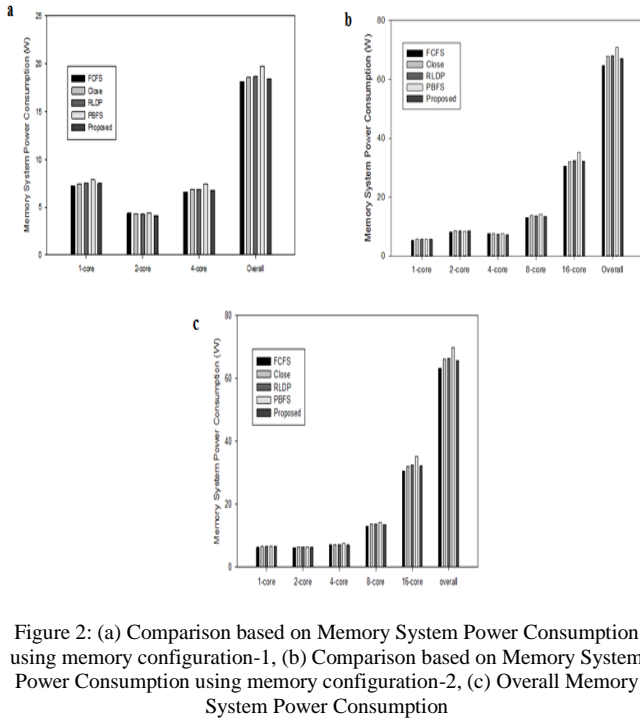 a
Memory System Power Consumption (W)
25
20
15
10
5
0
FCFS
Close
RLDP
PBFS
Proposed
1-core 2-core 4-core Overall
b
Memory System Power Consumption (W)
80
60
40
20
0
FCFS
Close
RLDP
PBFS
Proposed
1-core 2-core 4-core 8-core 16-core Overall
c
Memory System Power Consumption (W)
80
60
40
20
0
FCFS
Close
RLDP
PBFS
Proposed
1-core 2-core 4-core 8-core 16-core overall
Figure 2: (a) Comparison based on Memory System Power Consumption
using memory configuration-1, (b) Comparison based on Memory System
Power Consumption using memory configuration-2, (c) Overall Memory
System Power Consumption